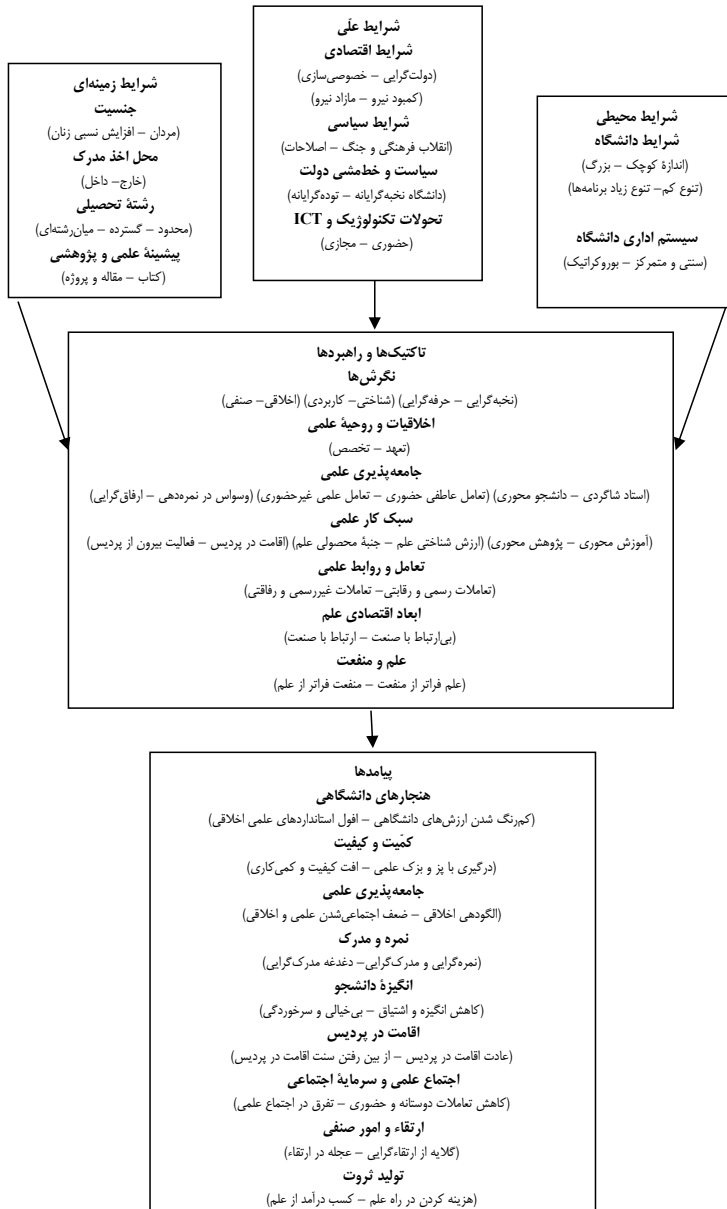 شرایط علّی
شرایط اقتصادی
(دولت‌گرایی – خصوصی‌سازی)
(کمبود نیرو – مازاد نیرو)
شرایط سیاسی
(انقلاب فرهنگی و جنگ – اصلاحات)
سیاست و خط‌مشی دولت
(دانشگاه نخبه‌گرایانه – توده‌گرایانه)
تحولات تکنولوژیک و ICT
(حضوری – مجازی)
شرایط محیطی
شرایط دانشگاه
(اندازۀ کوچک – بزرگ)
(تنوع کم– تنوع زیاد برنامه‌ها)
سیستم اداری دانشگاه
(سنتی و متمرکز – بوروکراتیک)
شرایط زمینه‌ای
جنسیت
(مردان – افزایش نسبی زنان)
محل اخذ مدرک
(خارج– داخل)
رشتۀ تحصیلی
(محدود – گسترده – میان‌رشته‌ای)
پیشینۀ علمی و پژوهشی
(کتاب – مقاله و پروژه)
تاکتیک‌ها و راهبردها
نگرش‌ها
(نخبه‌گرایی – حرفه‌گرایی) (شناختی– کاربردی) (اخلاقی– صنفی)
اخلاقیات و روحیۀ علمی
(تعهد – تخصص)
جامعه‌پذیری علمی
(استاد شاگردی – دانشجو محوری) (تعامل عاطفی حضوری – تعامل علمی غیرحضوری) (وسواس در نمره‌دهی – ارفاق‌گرایی)
سبک کار علمی
(آموزش محوری – پژوهش محوری) (ارزش شناختی علم – جنبۀ محصولی علم) (اقامت در پردیس – فعالیت بیرون از پردیس)
تعامل و روابط علمی
(تعاملات رسمی و رقابتی– تعاملات غیررسمی و رفاقتی)
ابعاد اقتصادی علم
(بی‌ارتباط با صنعت – ارتباط با صنعت)
علم و منفعت
(علم فراتر از منفعت – منفعت فراتر از علم)
پیامدها
هنجارهای دانشگاهی
(کم‌رنگ شدن ارزش‌های دانشگاهی – افول استانداردهای علمی اخلاقی)
کمّیت و کیفیت
(درگیری با پز و بزک علمی – افت کیفیت و کمی‌کاری)
جامعه‌پذیری علمی
(الگودهی اخلاقی – ضعف اجتماعی‌شدن علمی و اخلاقی)
نمره و مدرک
(نمره‌گرایی و مدرک‌گرایی– دغدغه مدرک‌گرایی)
انگیزۀ دانشجو
(کاهش انگیزه و اشتیاق – بی‌خیالی و سرخوردگی)
اقامت در پردیس
(عادت اقامت در پردیس – از بین رفتن سنت اقامت در پردیس)
اجتماع علمی و سرمایۀ اجتماعی
(کاهش تعاملات دوستانه و حضوری – تفرق در اجتماع علمی)
ارتقاء و امور صنفی
(گلایه از ارتقاءگرایی – عجله در ارتقاء)
تولید ثروت
(هزینه کردن در راه علم – کسب درآمد از علم)